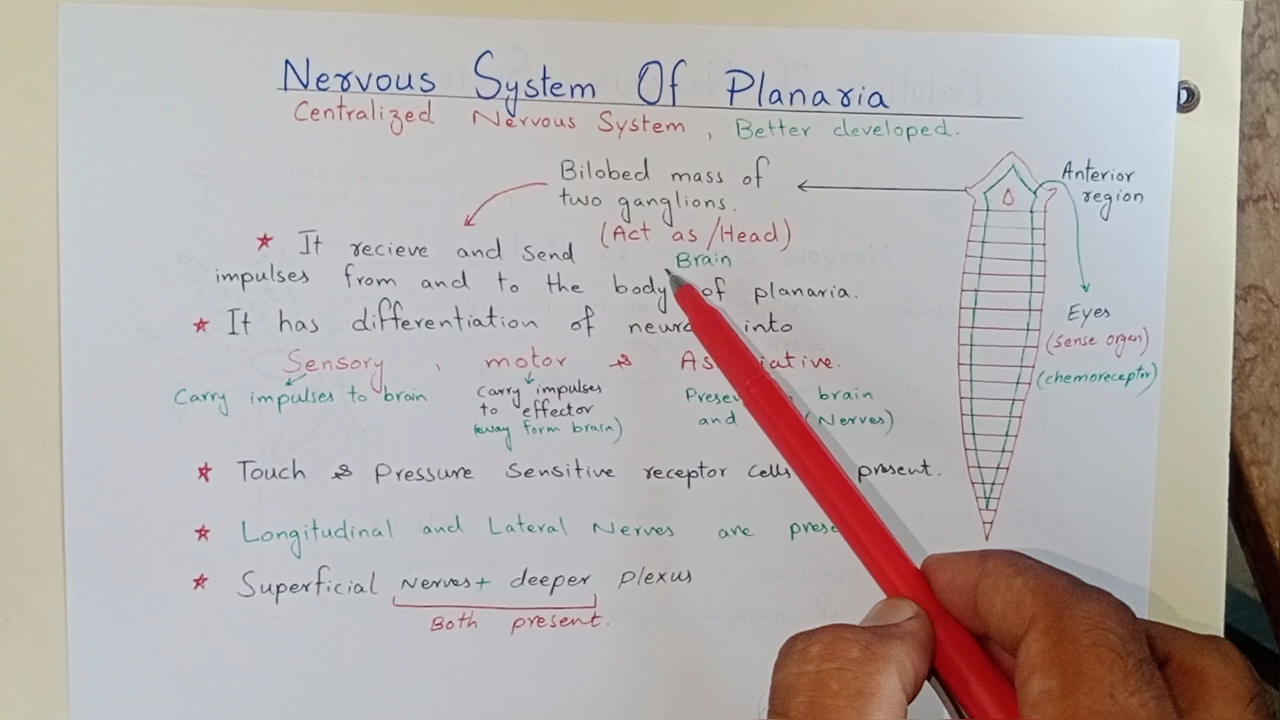 Nervous System Of Planaria
Centralized Nervous System, Better developed.
Bilobed mass of
two ganglions.
(Act as /Head)
Brain
Anterior
region
★ It recieve and send
impulses from and to the body of planaria.
★ It has differentiation of into
Sensory, motor &
Carry impulses to brain
Carry impulses
to effector
(away form brain)
brain
and (Nerves)
Eyes
(sense organ)
(chemoreceptor)
★ Touch & Pressure Sensitive receptor cells present.
★ Longitudinal and Lateral Nerves are
★ Superficial Nerves + deeper Plexus
Both present.